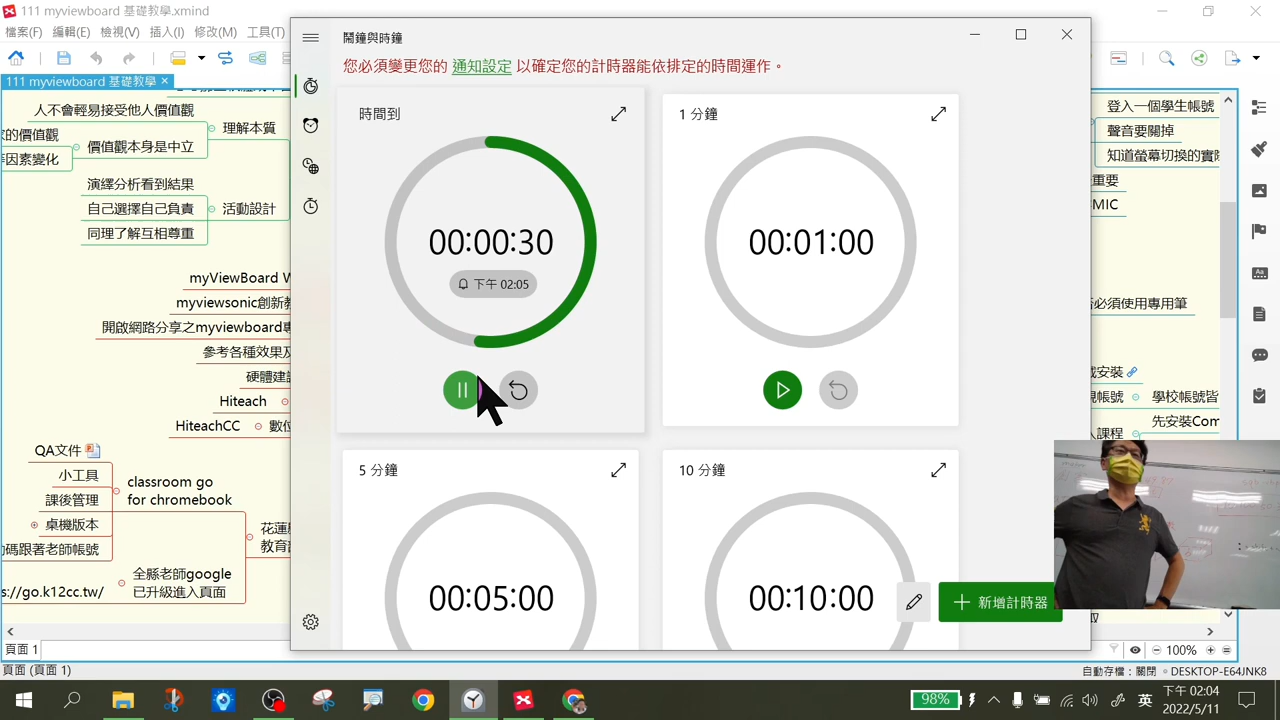 111 myviewboard 基礎教學.xmind
檔案(F) 編輯(E) 檢視(V) 插入(I) 修改(M) 工具(T)
111 myviewboard 基礎教學
人不會輕易接受他人價值觀
理解本質
的價值觀
價值觀本身是中立
等因素變化
演繹分析看到結果
自己選擇自己負責
活動設計
同理了解互相尊重
myViewBoard W
myviewsonic創新教
開啟網路分享之myviewboard專
參考各種效果及
硬體建議
Hiteach
HiteachCC
數位
QA文件
小工具
課後管理
classroom go
for chromebook
桌機版本
碼跟著老師帳號
花蓮縣
教育部
全縣老師google
已升級進入頁面
s://go.k12cc.tw/
頁面 1
頁面 (頁面 1)
鬧鐘與時鐘
您必須變更您的 通知設定 以確定您的計時器能依排定的時間運作。
時間到
00:00:30
下午 02:05
1 分鐘
00:01:00
5 分鐘
00:05:00
10 分鐘
00:10:00
新增計時器
登入一個學生帳號
聲音要關掉
知道螢幕切換的實際
重要
MIC
必須使用專用筆
安裝
帳號
學校帳號皆
課程
先安裝Com
100%
自動存檔：關閉
DESKTOP-E64JNK8
98%
英
下午 02:04
2022/5/11